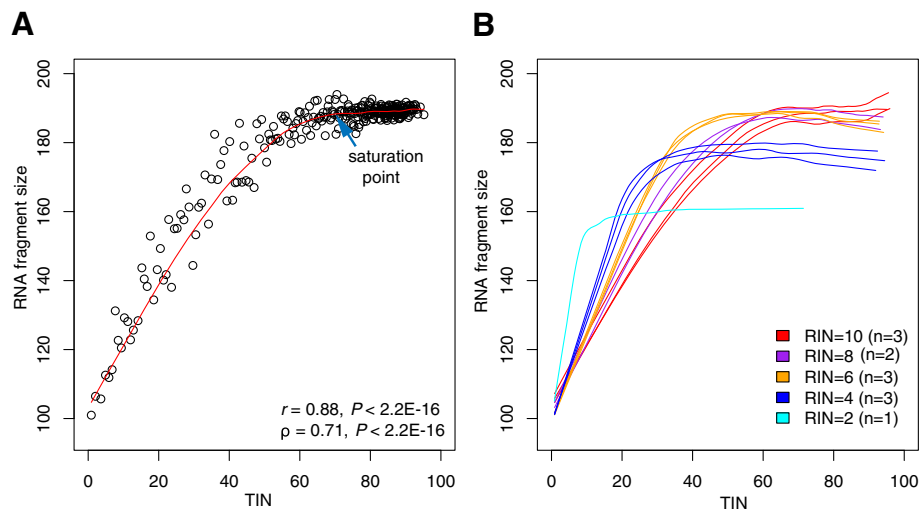 A
B
200
180
160
140
120
100
RNA fragment size
saturation
point
r = 0.88, P < 2.2E-16
ρ = 0.71, P < 2.2E-16
0 20 40 60 80 100
TIN
200
180
160
140
120
100
RNA fragment size
RIN=10 (n=3)
RIN=8 (n=2)
RIN=6 (n=3)
RIN=4 (n=3)
RIN=2 (n=1)
0 20 40 60 80 100
TIN